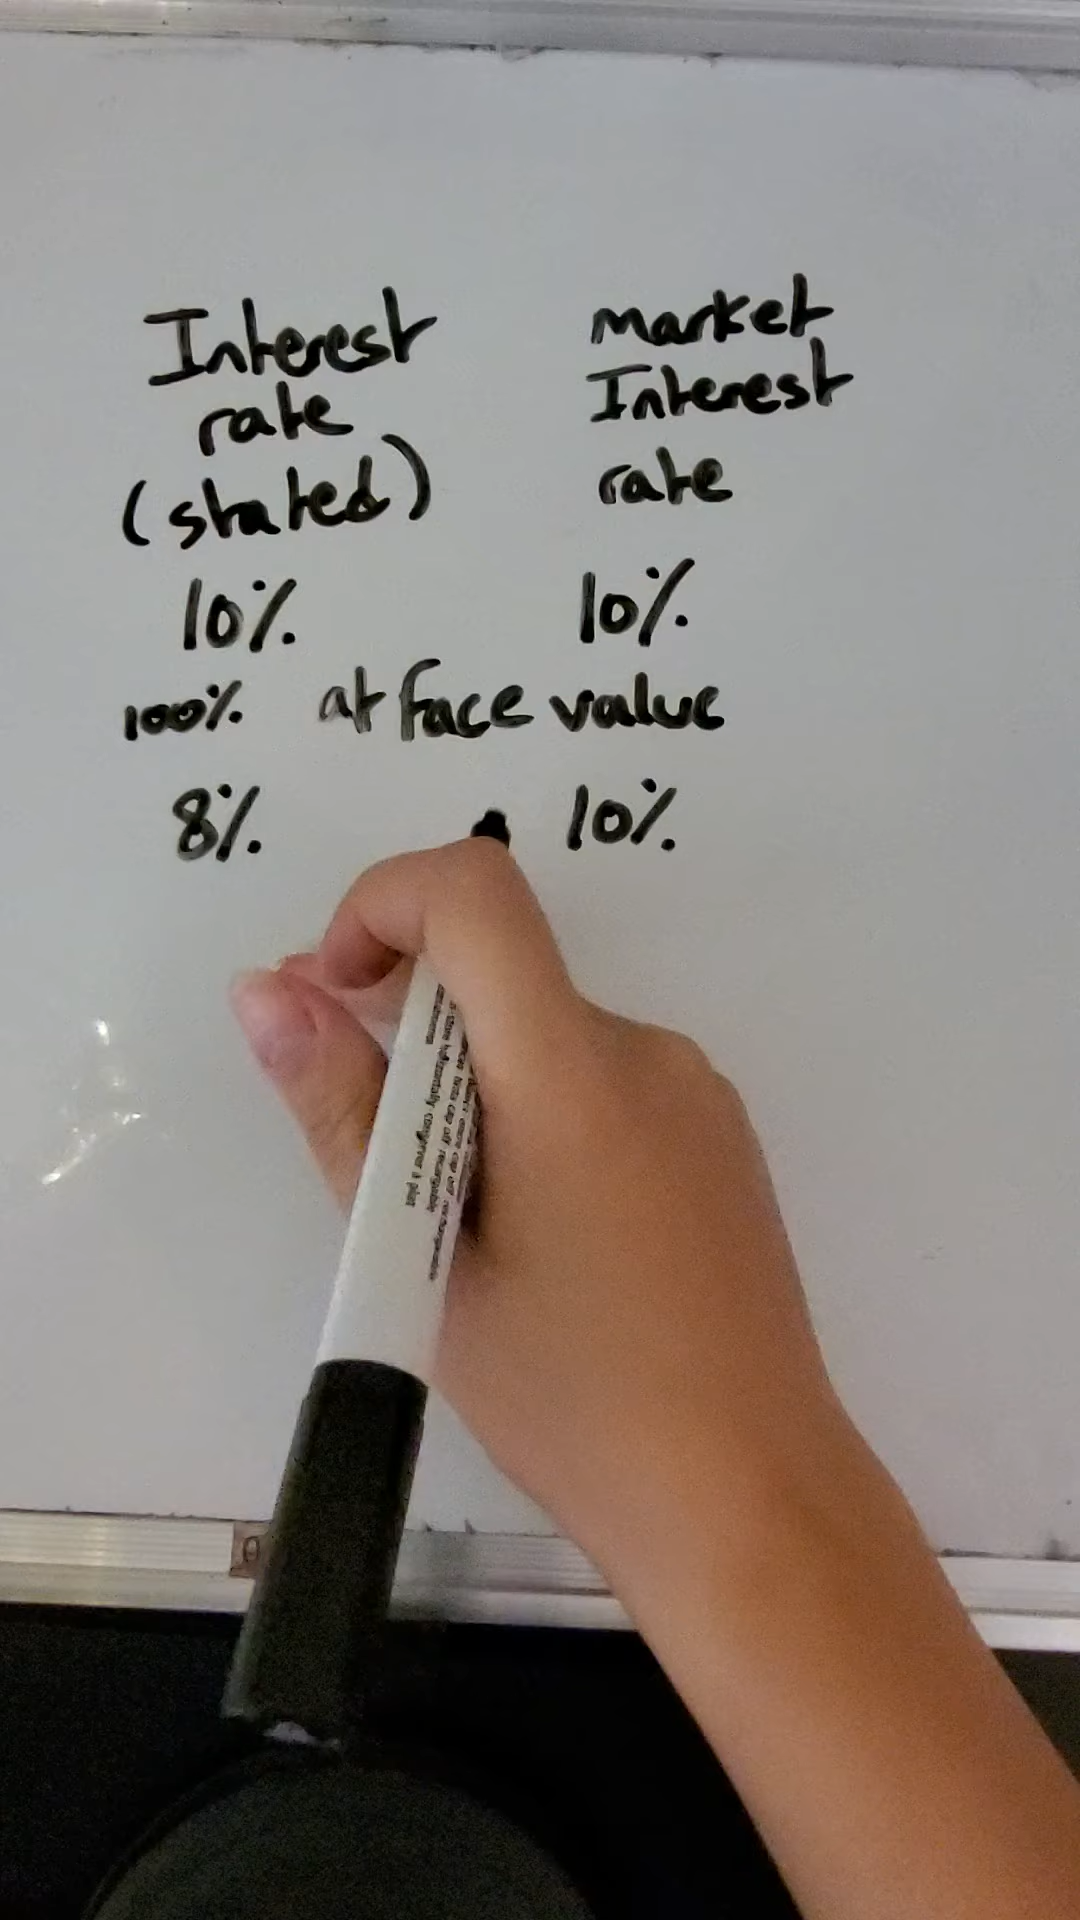 Interest
rate
(stated)
market
Interest
rate
10% 10%
100% at face value
8% 10%